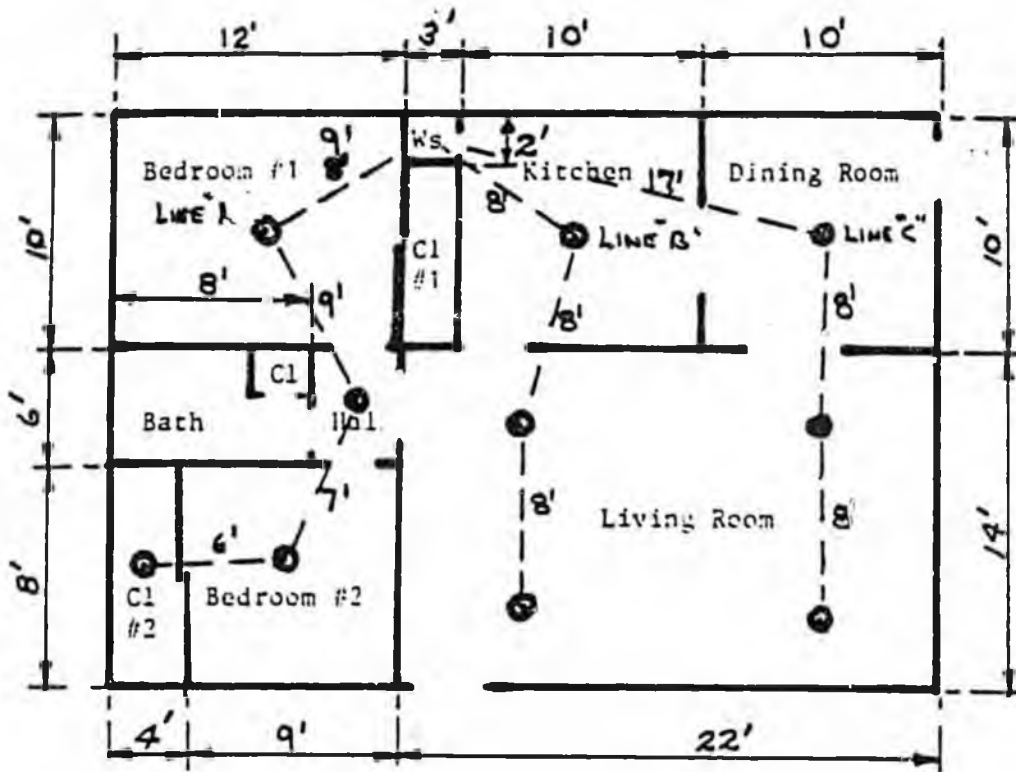 12' 3' 10' 10'
9' Ws 2'
Bedroom #1 Kitchen 17' Dining Room
8'
LINE "A" LINE "B" LINE "C"
10' Cl 10'
#1
8' 9' 8' 8'
Cl
6' Bath
7' 8' Living Room 8' 14'
6'
8' Cl Bedroom #2
#2
4' 9' 22'